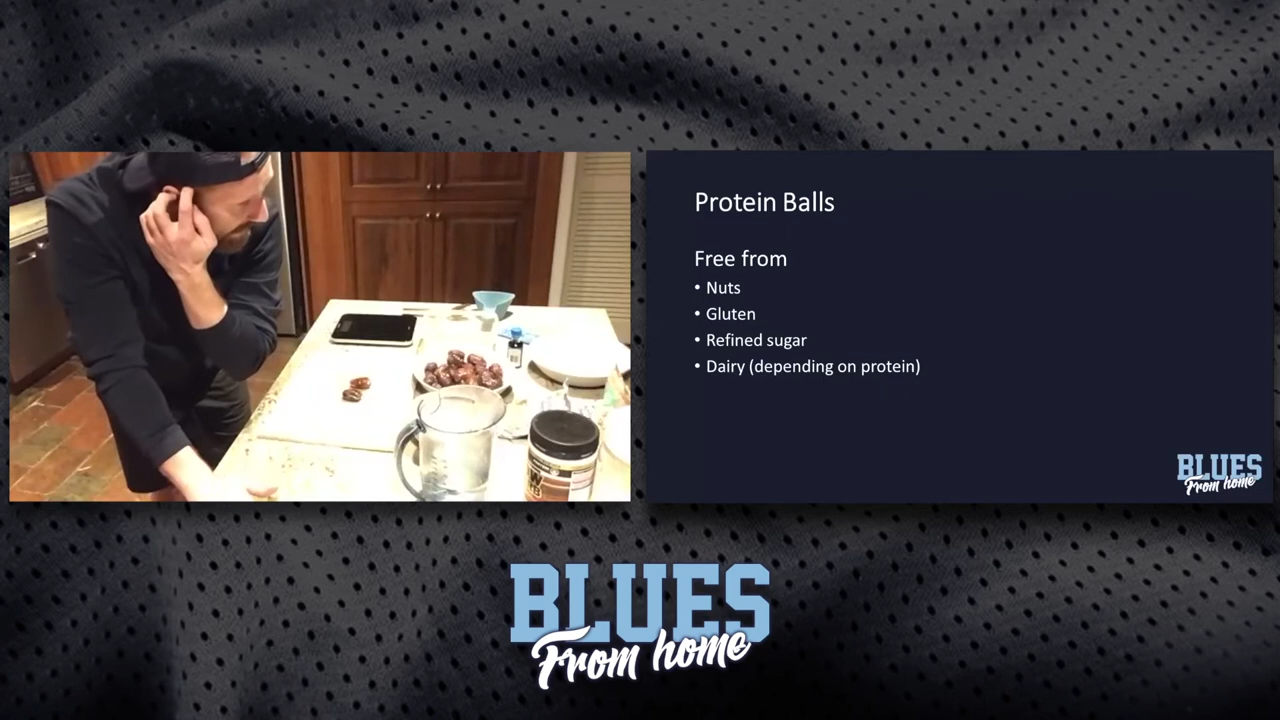 Protein Balls
Free from
• Nuts
• Gluten
• Refined sugar
• Dairy (depending on protein)
BLUES
From home
BLUES
From home